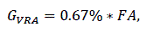 G_VRA = 0.67% * FA,